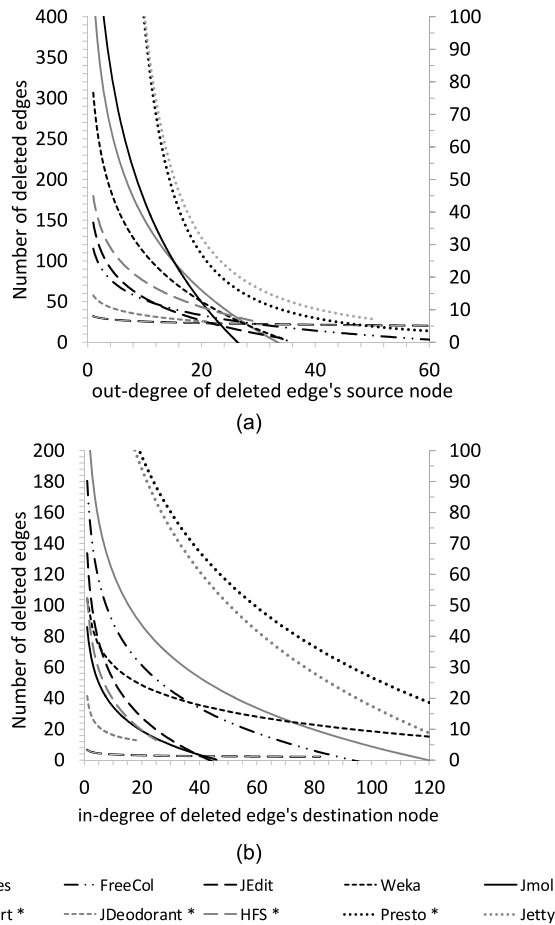 400 100
90
350
80
300
70
250
60
200 50
40
150
30
100
20
50
10
0 0
0 20 40 60
Number of deleted edges
out-degree of deleted edge's source node
(a)
200 100
180 90
160 80
140 70
120 60
100 50
80 40
60 30
40 20
20 10
0 0
0 20 40 60 80 100 120
Number of deleted edges
in-degree of deleted edge's destination node
(b)
es FreeCol JEdit Weka Jmol
rt * JDeodorant * HFS * Presto * Jetty